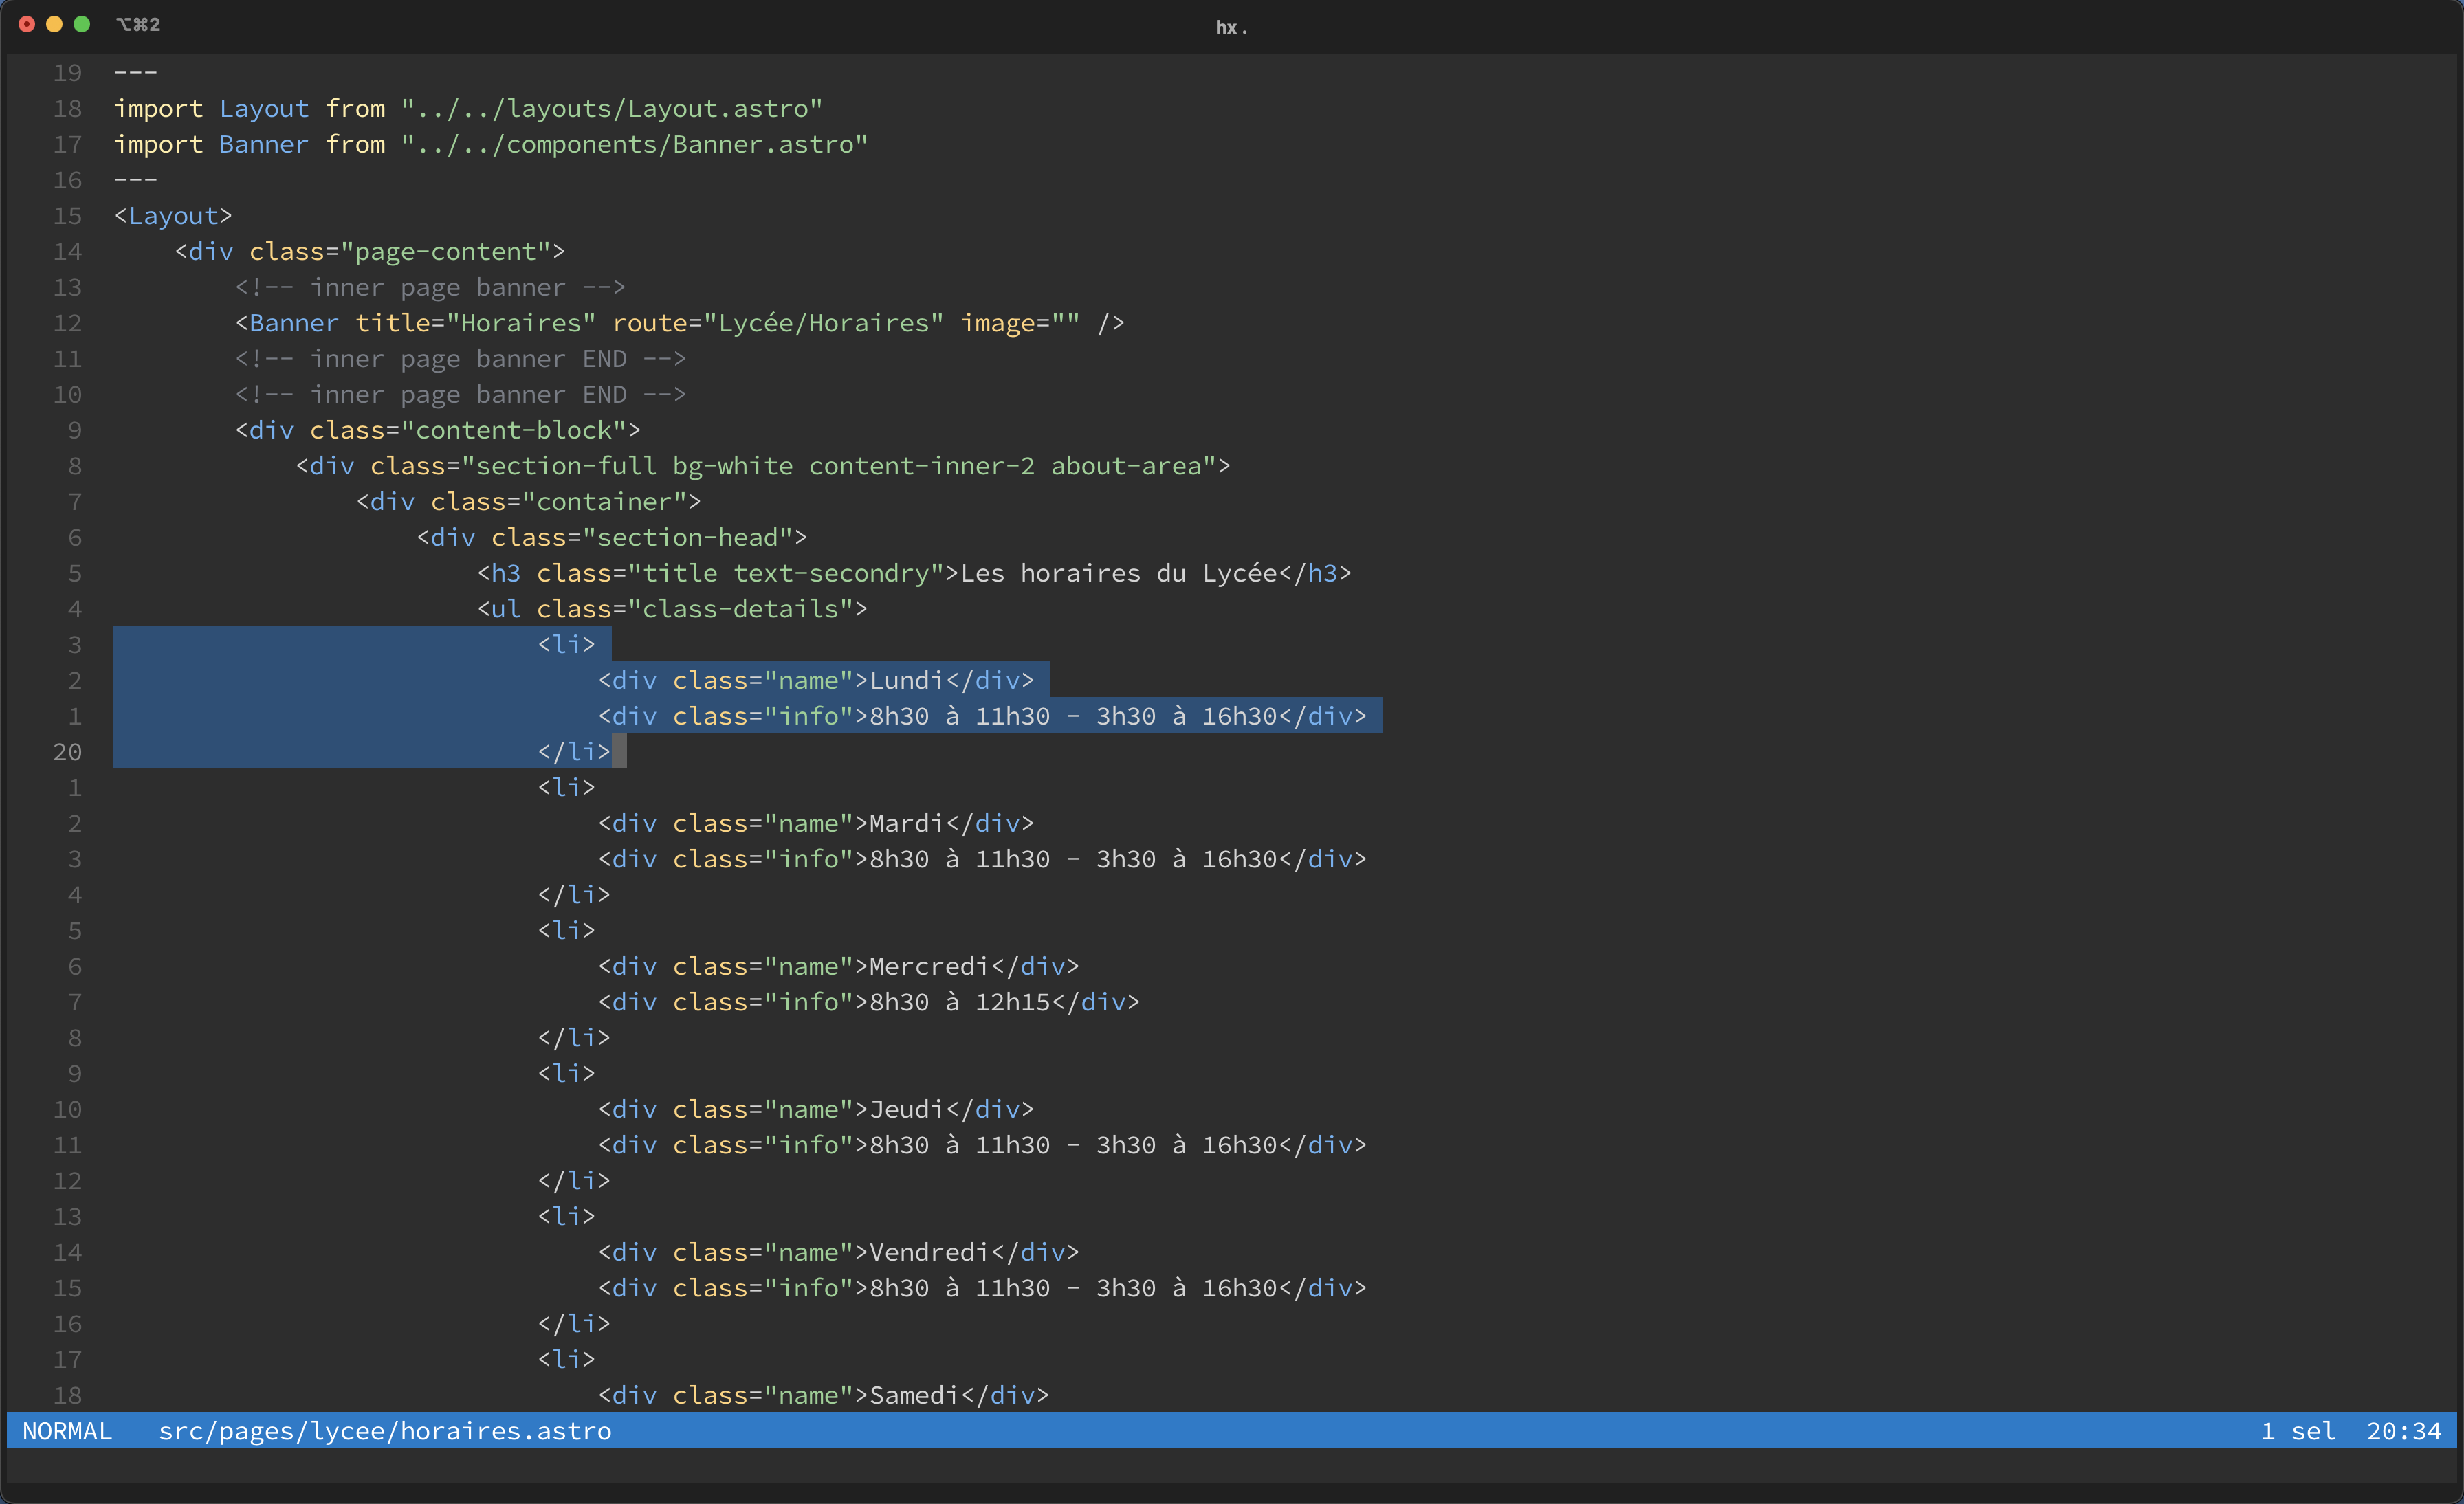 ⌥⌘2
hx .
19 ---
18 import Layout from "../../layouts/Layout.astro"
17 import Banner from "../../components/Banner.astro"
16 ---
15 <Layout>
14 <div class="page-content">
13 <!-- inner page banner -->
12 <Banner title="Horaires" route="Lycée/Horaires" image="" />
11 <!-- inner page banner END -->
10 <!-- inner page banner END -->
9 <div class="content-block">
8 <div class="section-full bg-white content-inner-2 about-area">
7 <div class="container">
6 <div class="section-head">
5 <h3 class="title text-secondry">Les horaires du Lycée</h3>
4 <ul class="class-details">
3 <li>
2 <div class="name">Lundi</div>
1 <div class="info">8h30 à 11h30 - 3h30 à 16h30</div>
20 </li>
1 <li>
2 <div class="name">Mardi</div>
3 <div class="info">8h30 à 11h30 - 3h30 à 16h30</div>
4 </li>
5 <li>
6 <div class="name">Mercredi</div>
7 <div class="info">8h30 à 12h15</div>
8 </li>
9 <li>
10 <div class="name">Jeudi</div>
11 <div class="info">8h30 à 11h30 - 3h30 à 16h30</div>
12 </li>
13 <li>
14 <div class="name">Vendredi</div>
15 <div class="info">8h30 à 11h30 - 3h30 à 16h30</div>
16 </li>
17 <li>
18 <div class="name">Samedi</div>
NORMAL src/pages/lycee/horaires.astro 1 sel 20:34